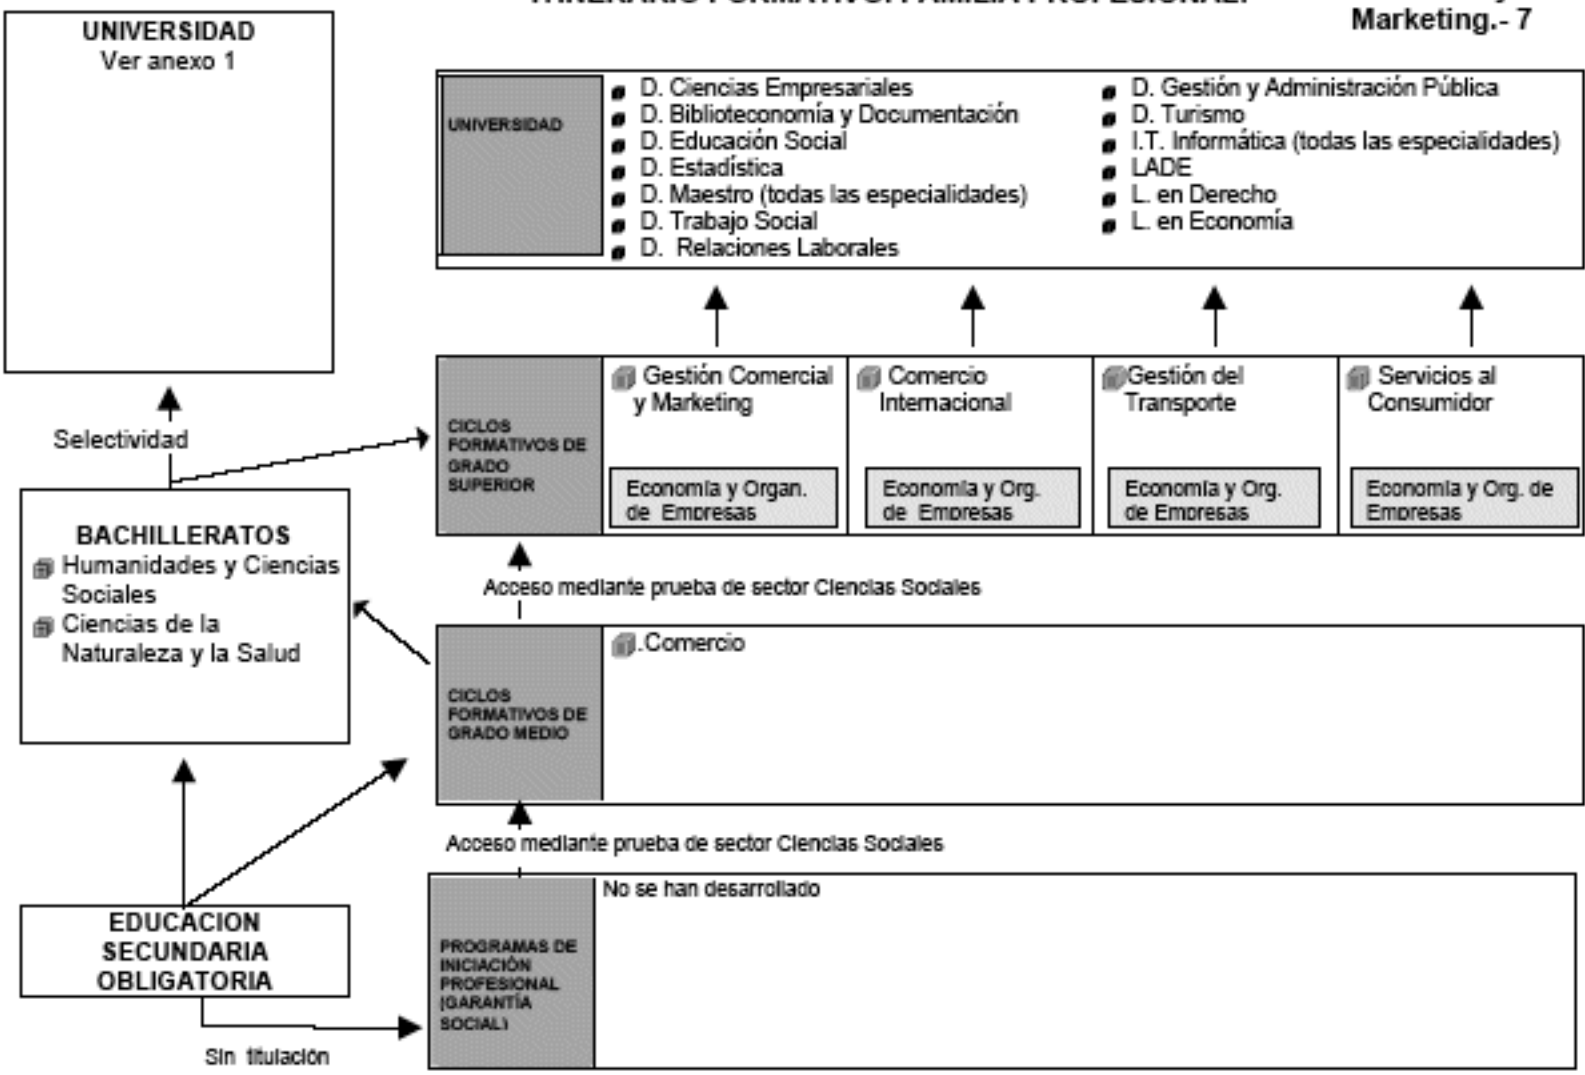 ITINERARIO FORMATIVO. FAMILIA PROFESIONAL:
Marketing.- 7
UNIVERSIDAD
Ver anexo 1
UNIVERSIDAD
D. Ciencias Empresariales
D. Biblioteconomía y Documentación
D. Educación Social
D. Estadística
D. Maestro (todas las especialidades)
D. Trabajo Social
D. Relaciones Laborales
D. Gestión y Administración Pública
D. Turismo
I.T. Informática (todas las especialidades)
LADE
L. en Derecho
L. en Economía
Selectividad
CICLOS
FORMATIVOS DE
GRADO
SUPERIOR
Gestión Comercial
y Marketing
Economía y Organ.
de Empresas
Comercio
Internacional
Economía y Org.
de Empresas
Gestión del
Transporte
Economía y Org.
de Empresas
Servicios al
Consumidor
Economía y Org. de
Empresas
BACHILLERATOS
Humanidades y Ciencias
Sociales
Ciencias de la
Naturaleza y la Salud
Acceso mediante prueba de sector Ciencias Sociales
CICLOS
FORMATIVOS DE
GRADO MEDIO
.Comercio
Acceso mediante prueba de sector Ciencias Sociales
EDUCACION
SECUNDARIA
OBLIGATORIA
PROGRAMAS DE
INICIACIÓN
PROFESIONAL
(GARANTÍA
SOCIAL)
No se han desarrollado
Sin titulación